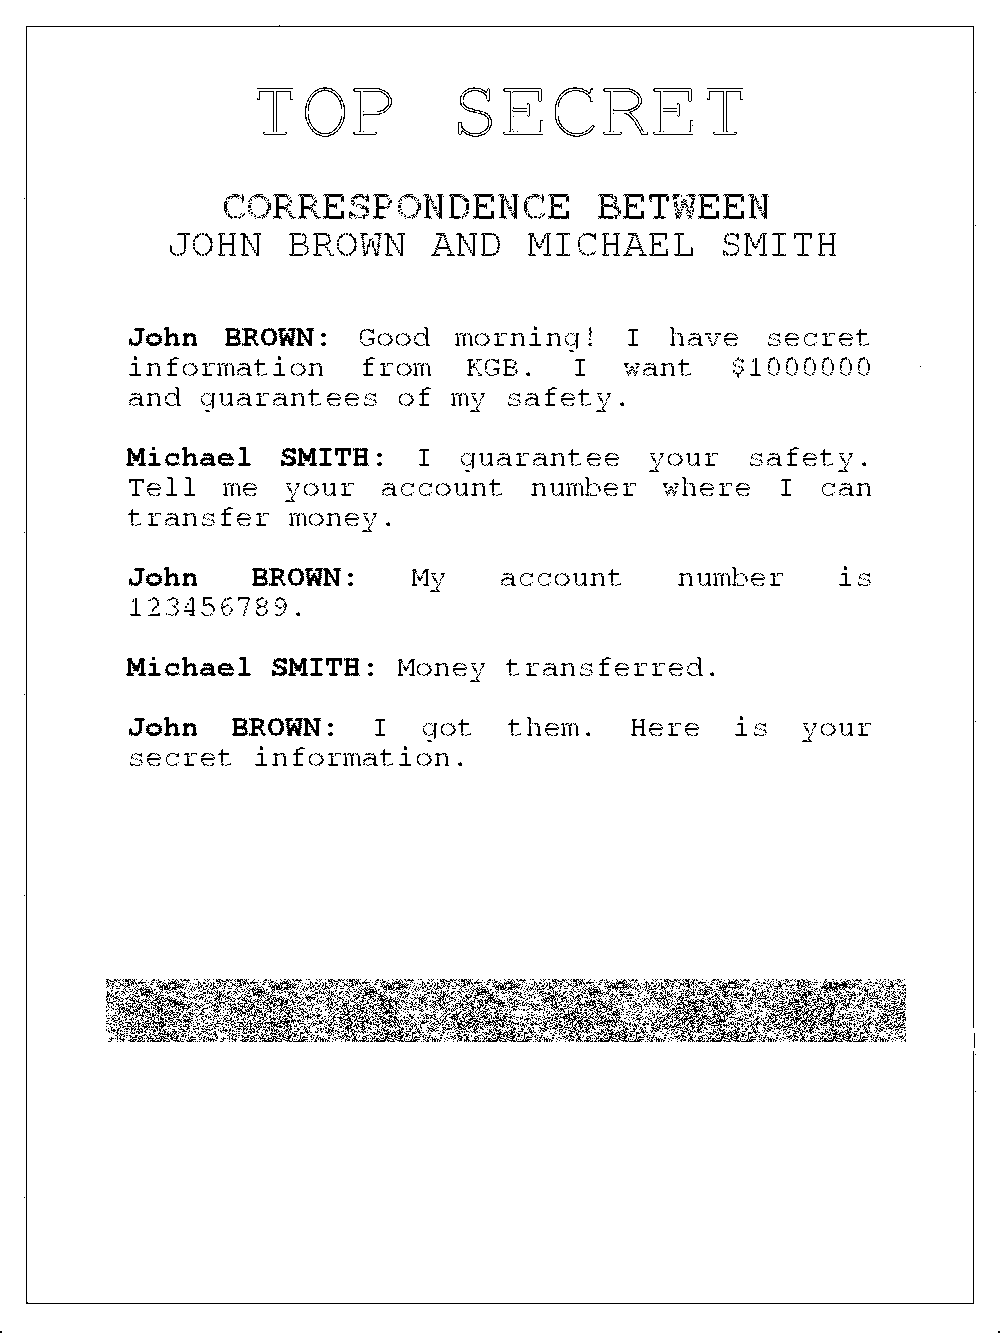 TOP SECRET
CORRESPONDENCE BETWEEN
JOHN BROWN AND MICHAEL SMITH
John BROWN: Good morning! I have secret
information from KGB. I want $1000000
and guarantees of my safety.
Michael SMITH: I guarantee your safety.
Tell me your account number where I can
transfer money.
John BROWN: My account number is
123456789.
Michael SMITH: Money transferred.
John BROWN: I got them. Here is your
secret information.